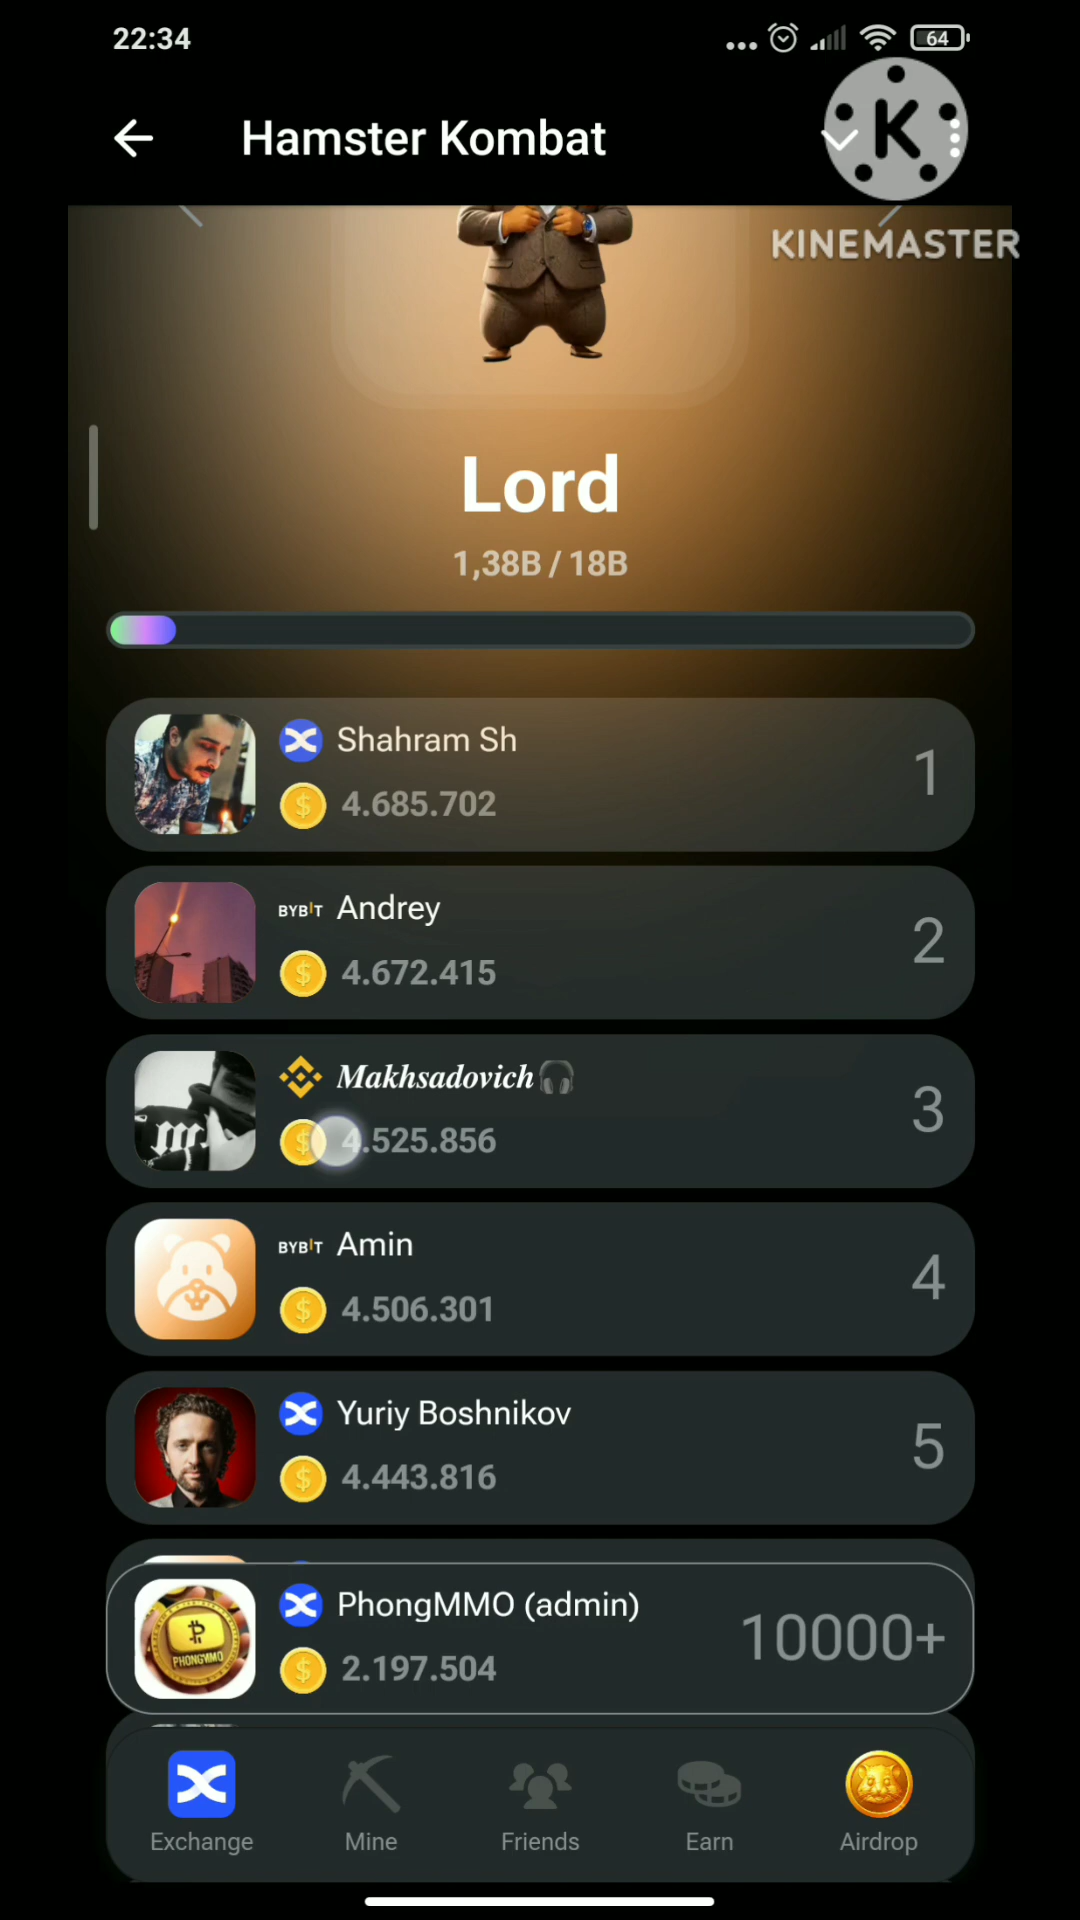 22:34
64
Hamster Kombat
K
KINEMASTER
Lord
1,38B / 18B
Shahram Sh
4.685.702
1
BYBIT Andrey
4.672.415
2
Makhsadovich
4.525.856
3
BYBIT Amin
4.506.301
4
Yuriy Boshnikov
4.443.816
5
PHONGMMO
PhongMMO (admin)
2.197.504
10000+
Exchange
Mine
Friends
Earn
Airdrop